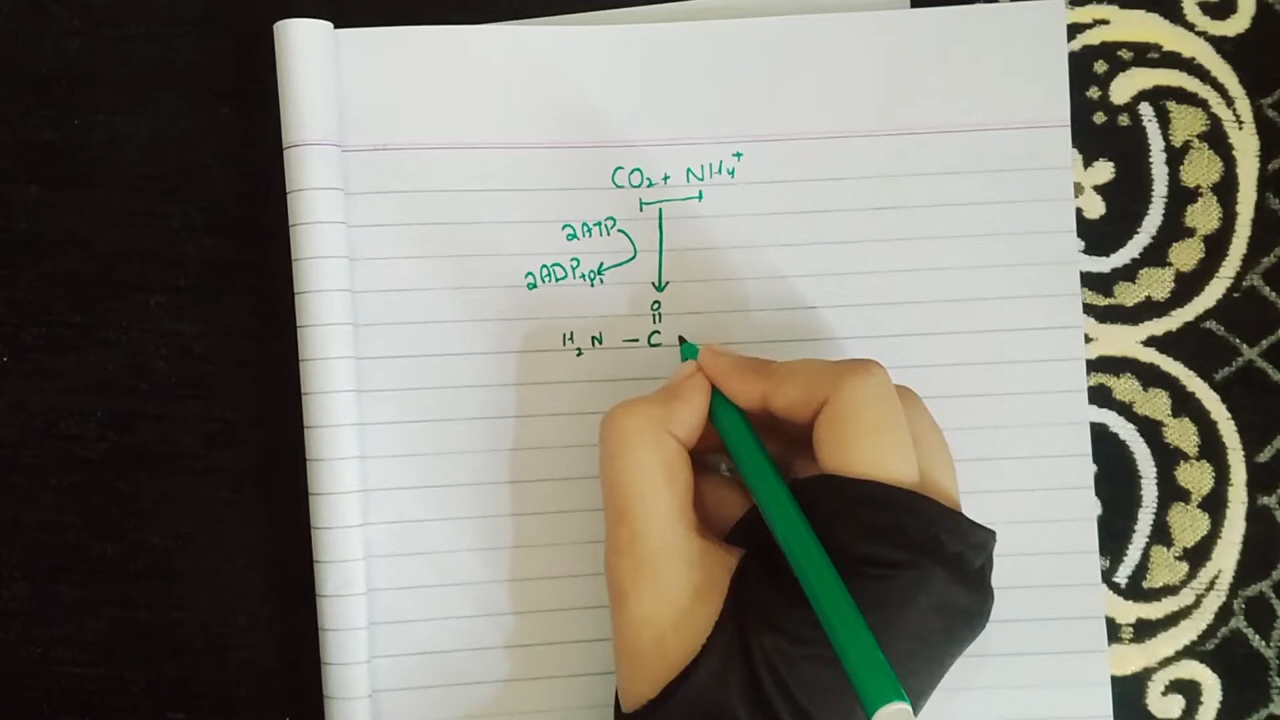 CO₂ + NH₄⁺
2ATP
2ADP+Pi
O
H₂N – C